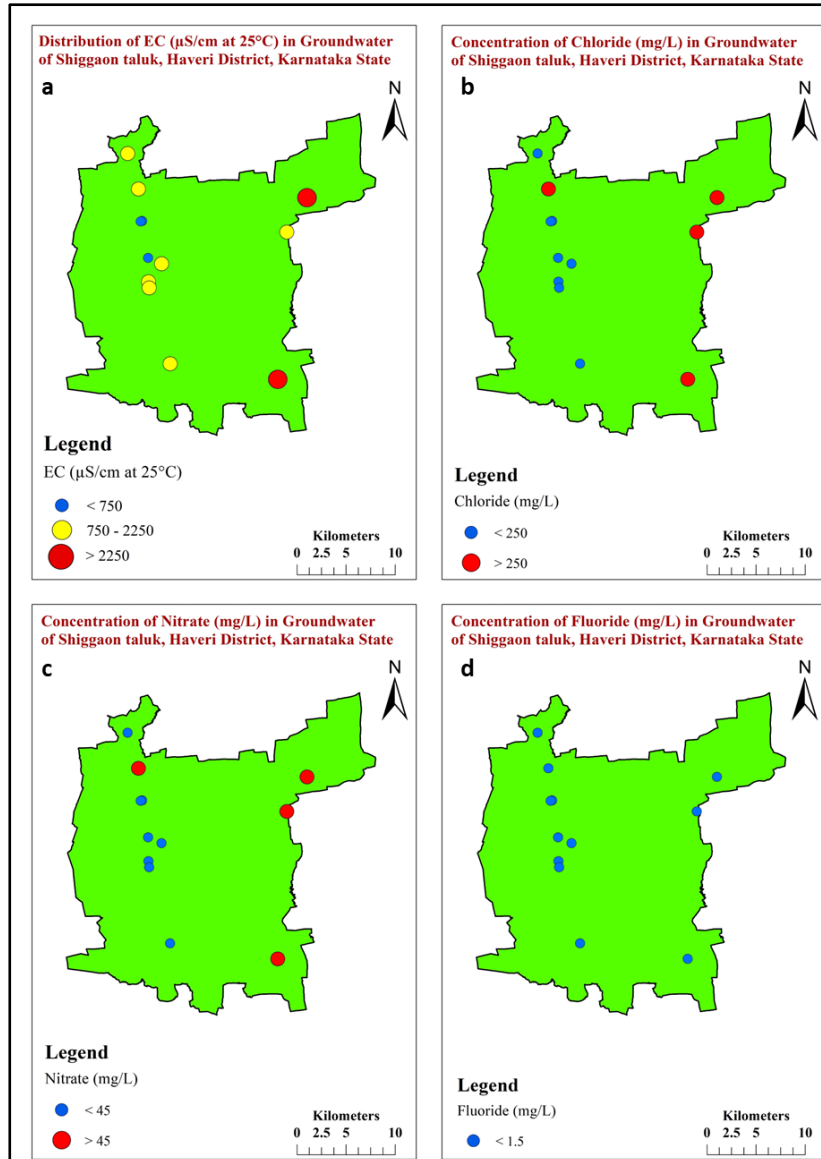 Distribution of EC (µS/cm at 25°C) in Groundwater
of Shiggaon taluk, Haveri District, Karnataka State
a
N
Legend
EC (µS/cm at 25°C)
< 750
750 - 2250
> 2250
Kilometers
0 2.5 5 10
Concentration of Chloride (mg/L) in Groundwater
of Shiggaon taluk, Haveri District, Karnataka State
b
N
Legend
Chloride (mg/L)
< 250
> 250
Kilometers
0 2.5 5 10
Concentration of Nitrate (mg/L) in Groundwater
of Shiggaon taluk, Haveri District, Karnataka State
c
N
Legend
Nitrate (mg/L)
< 45
> 45
Kilometers
0 2.5 5 10
Concentration of Fluoride (mg/L) in Groundwater
of Shiggaon taluk, Haveri District, Karnataka State
d
N
Legend
Fluoride (mg/L)
< 1.5
Kilometers
0 2.5 5 10